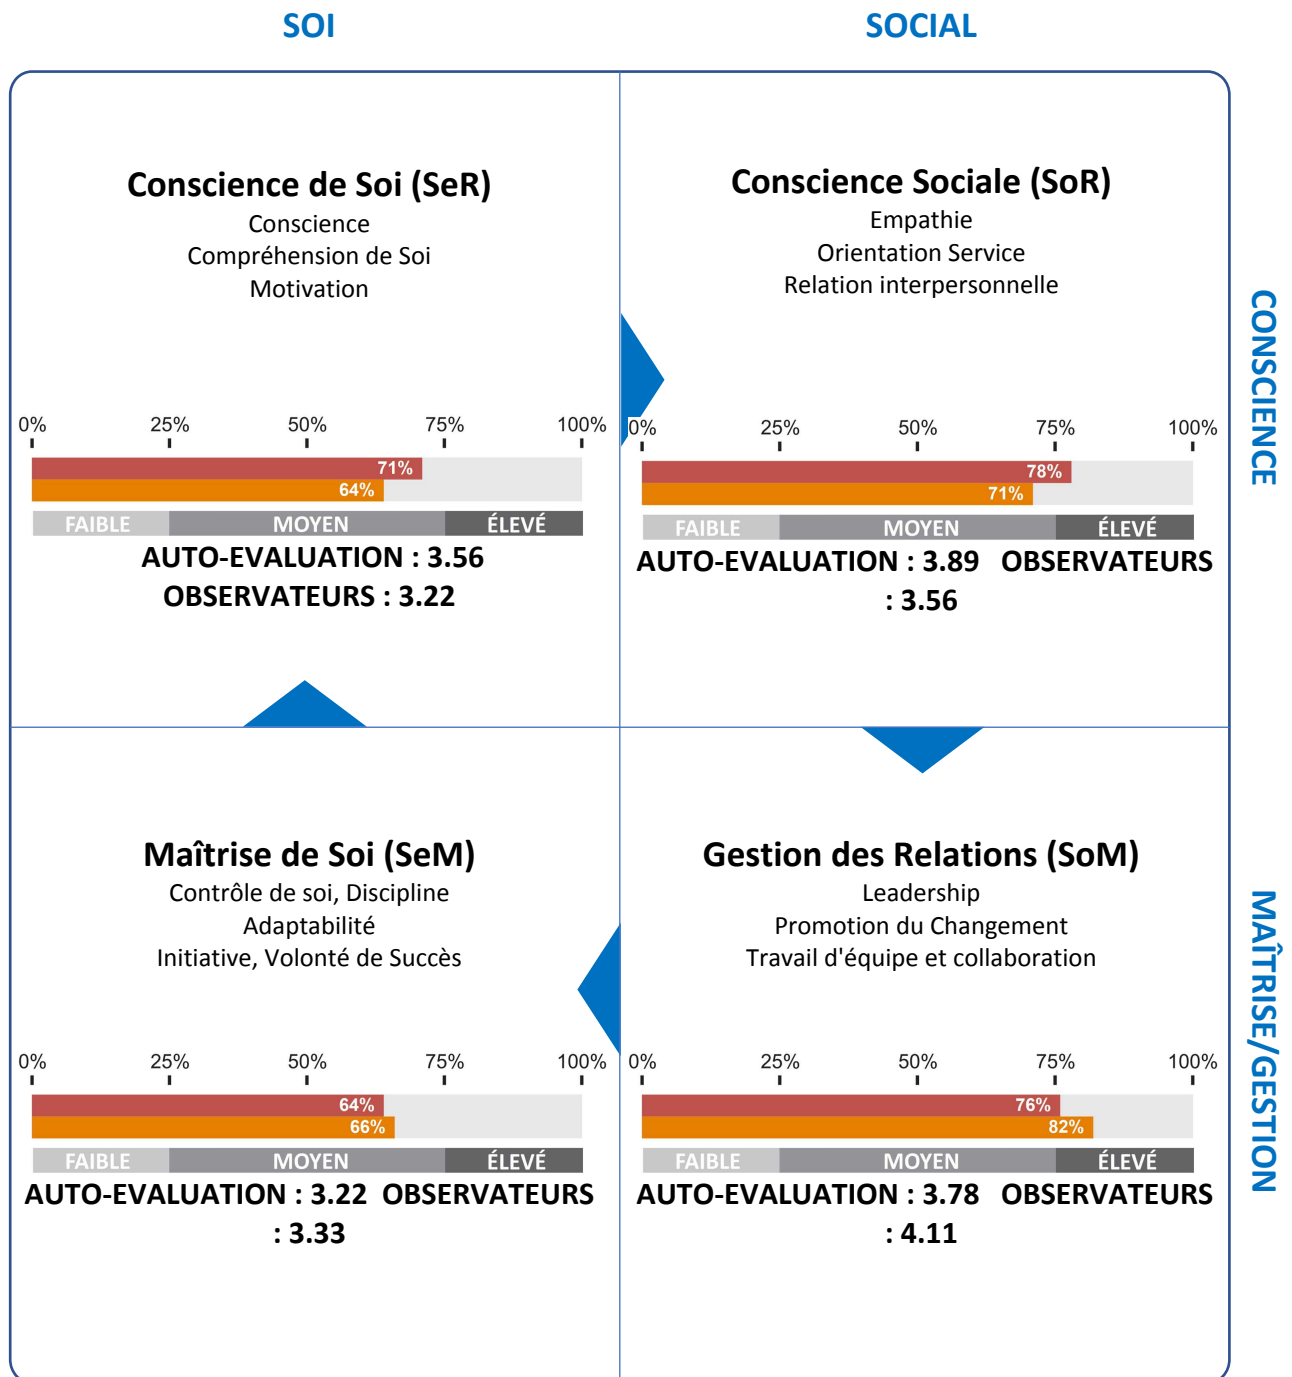 SOI
SOCIAL
Conscience de Soi (SeR)
Conscience
Compréhension de Soi
Motivation
0% 25% 50% 75% 100%
71%
64%
FAIBLE MOYEN ÉLEVÉ
AUTO-EVALUATION : 3.56
OBSERVATEURS : 3.22
Conscience Sociale (SoR)
Empathie
Orientation Service
Relation interpersonnelle
0% 25% 50% 75% 100%
78%
71%
FAIBLE MOYEN ÉLEVÉ
AUTO-EVALUATION : 3.89 OBSERVATEURS
: 3.56
CONSCIENCE
Maîtrise de Soi (SeM)
Contrôle de soi, Discipline
Adaptabilité
Initiative, Volonté de Succès
0% 25% 50% 75% 100%
64%
66%
FAIBLE MOYEN ÉLEVÉ
AUTO-EVALUATION : 3.22 OBSERVATEURS
: 3.33
Gestion des Relations (SoM)
Leadership
Promotion du Changement
Travail d'équipe et collaboration
0% 25% 50% 75% 100%
76%
82%
FAIBLE MOYEN ÉLEVÉ
AUTO-EVALUATION : 3.78 OBSERVATEURS
: 4.11
MAÎTRISE/GESTION